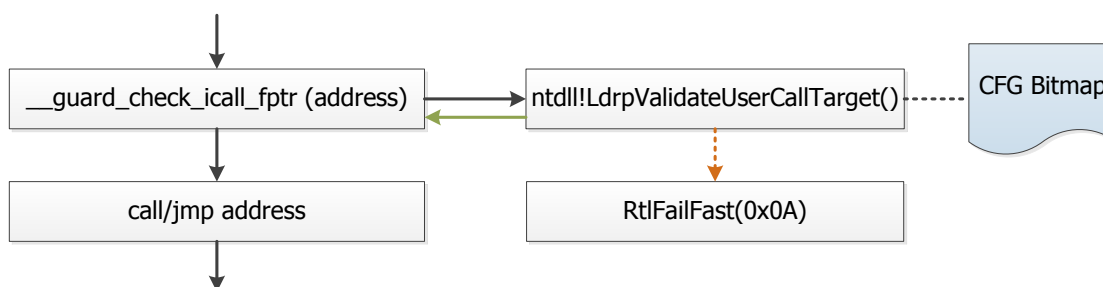 __guard_check_icall_fptr (address)
ntdll!LdrpValidateUserCallTarget()
CFG Bitmap
call/jmp address
RtlFailFast(0x0A)